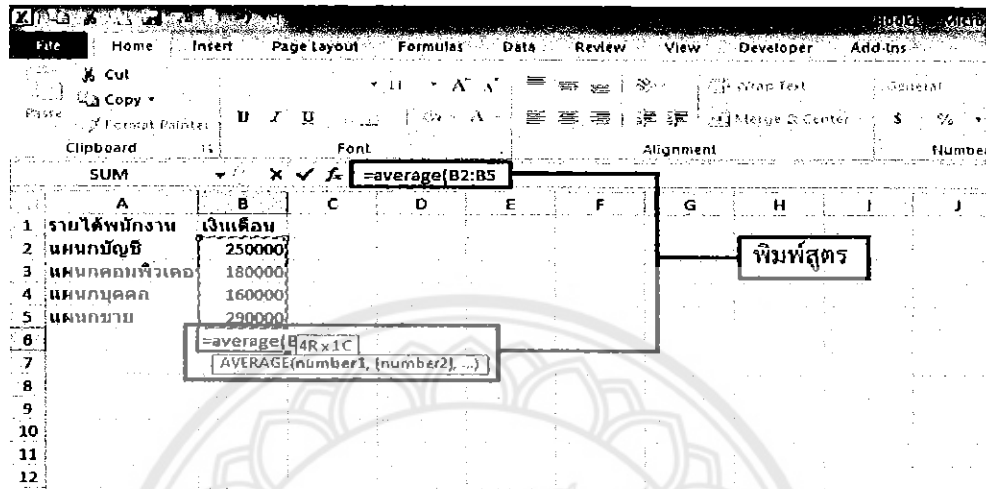 File Home Insert Page Layout Formulas Data Review View Developer Add-Ins
Cut
Copy
Paste
Format Painter
11 A A
Wrap Text
General
B I U
Merge & Center
$ %
Clipboard Font Alignment Number
SUM
fx =average(B2:B5
A B C D E F G H I J
1 รายได้พนักงาน เงินเดือน
2 แผนกบัญชี 250000
พิมพ์สูตร
3 แผนกคอมพิวเตอ 180000
4 แผนกบุคคล 160000
5 แผนกขาย 290000
6 =average(B 4R x 1C
7 AVERAGE(number1, [number2], ...)
8
9
10
11
12